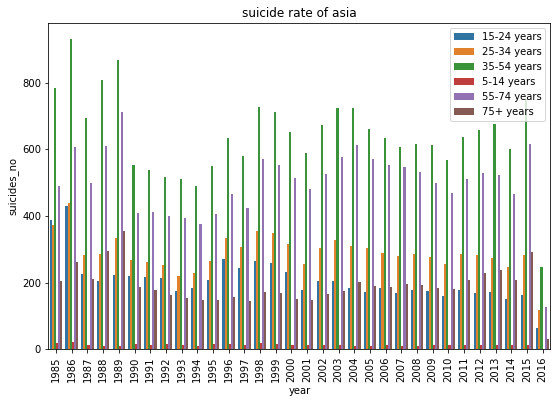 suicide rate of asia
15-24 years
25-34 years
35-54 years
5-14 years
55-74 years
75+ years
suicides_no
800
600
400
200
0
1985 1986 1987 1988 1989 1990 1991 1992 1993 1994 1995 1996 1997 1998 1999 2000 2001 2002 2003 2004 2005 2006 2007 2008 2009 2010 2011 2012 2013 2014 2015 2016
year